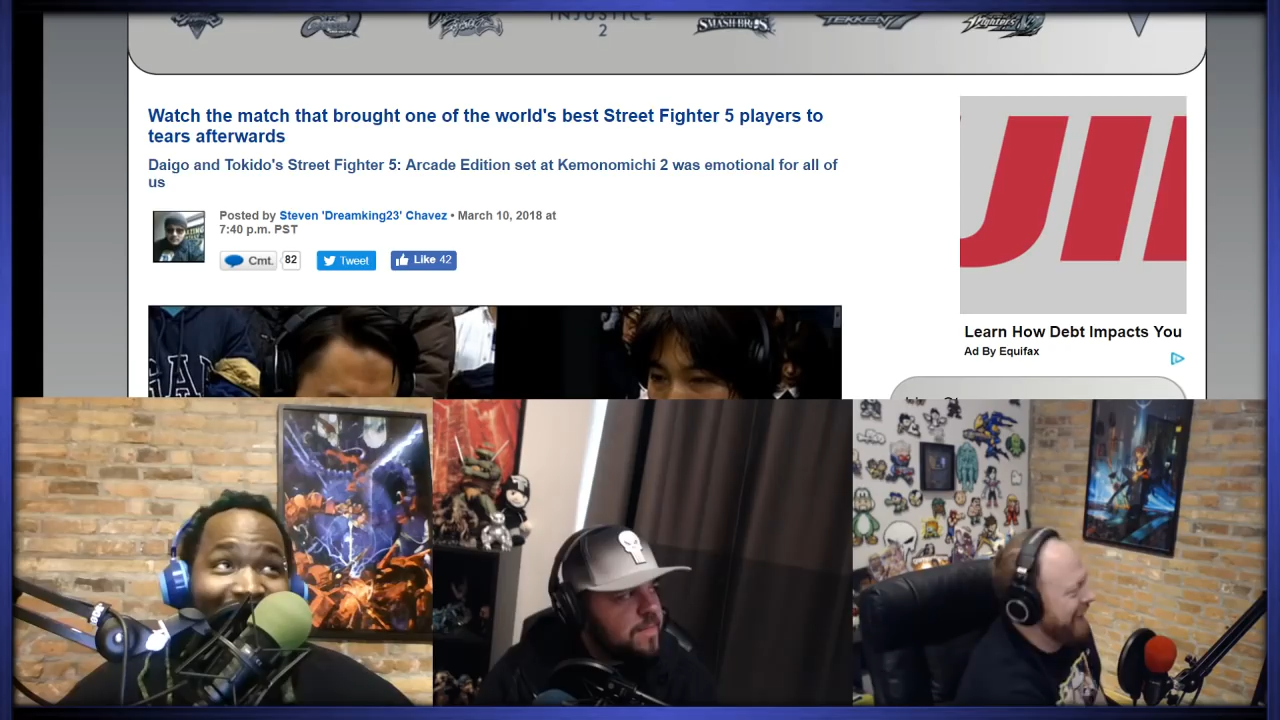 INJUSTICE
2
SMASH BROS
TEKKEN 7
Fighters
Watch the match that brought one of the world's best Street Fighter 5 players to
tears afterwards
Daigo and Tokido's Street Fighter 5: Arcade Edition set at Kemonomichi 2 was emotional for all of
us
Posted by Steven 'Dreamking23' Chavez • March 10, 2018 at
7:40 p.m. PST
Cmt. 82
Tweet
Like 42
Learn How Debt Impacts You
Ad By Equifax
GA